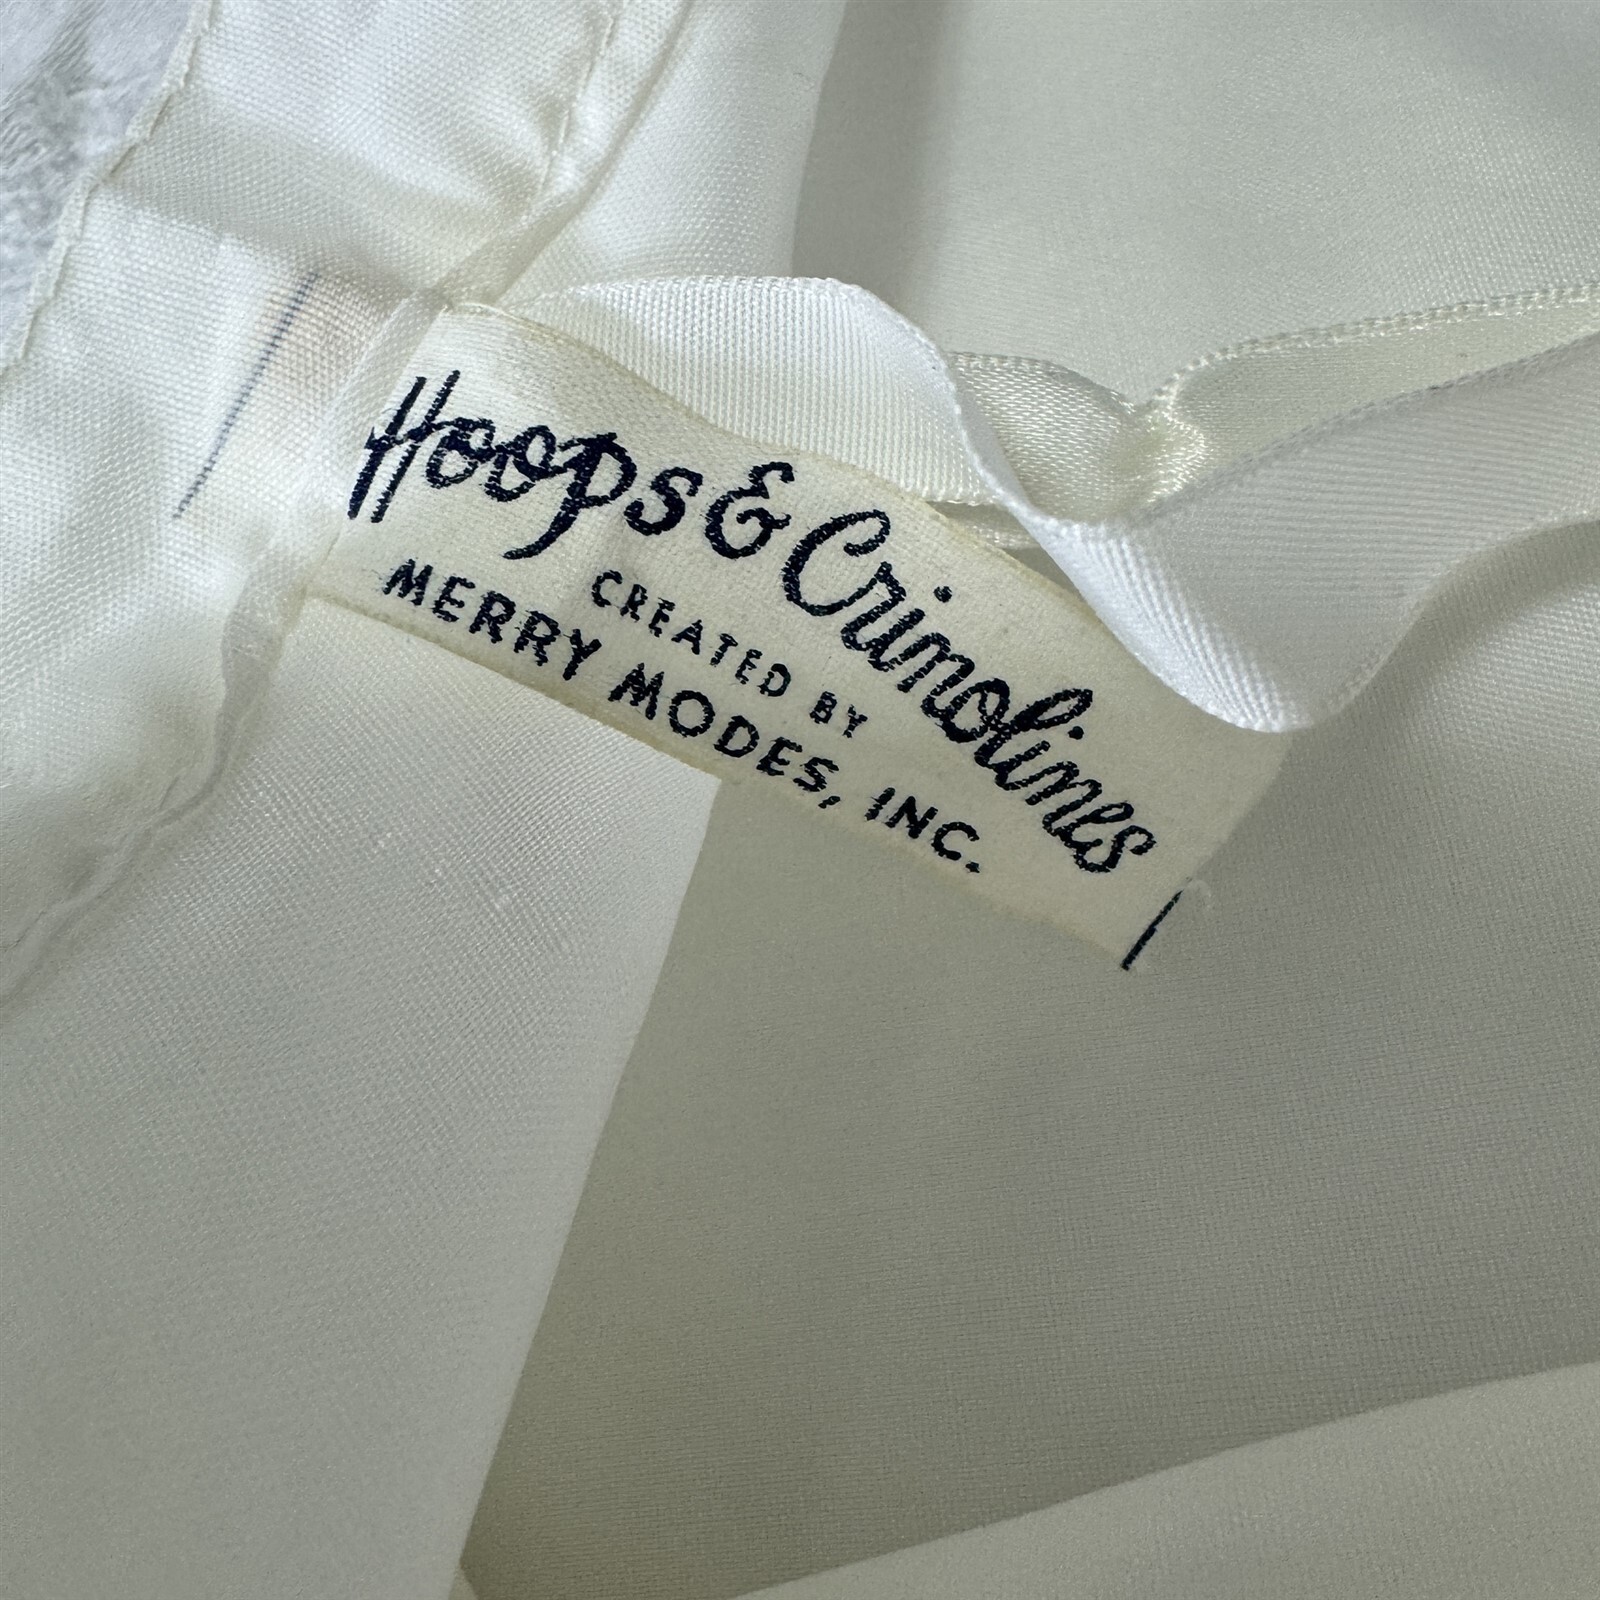 Hoops & Crinolines
CREATED BY
MERRY MODES, INC.